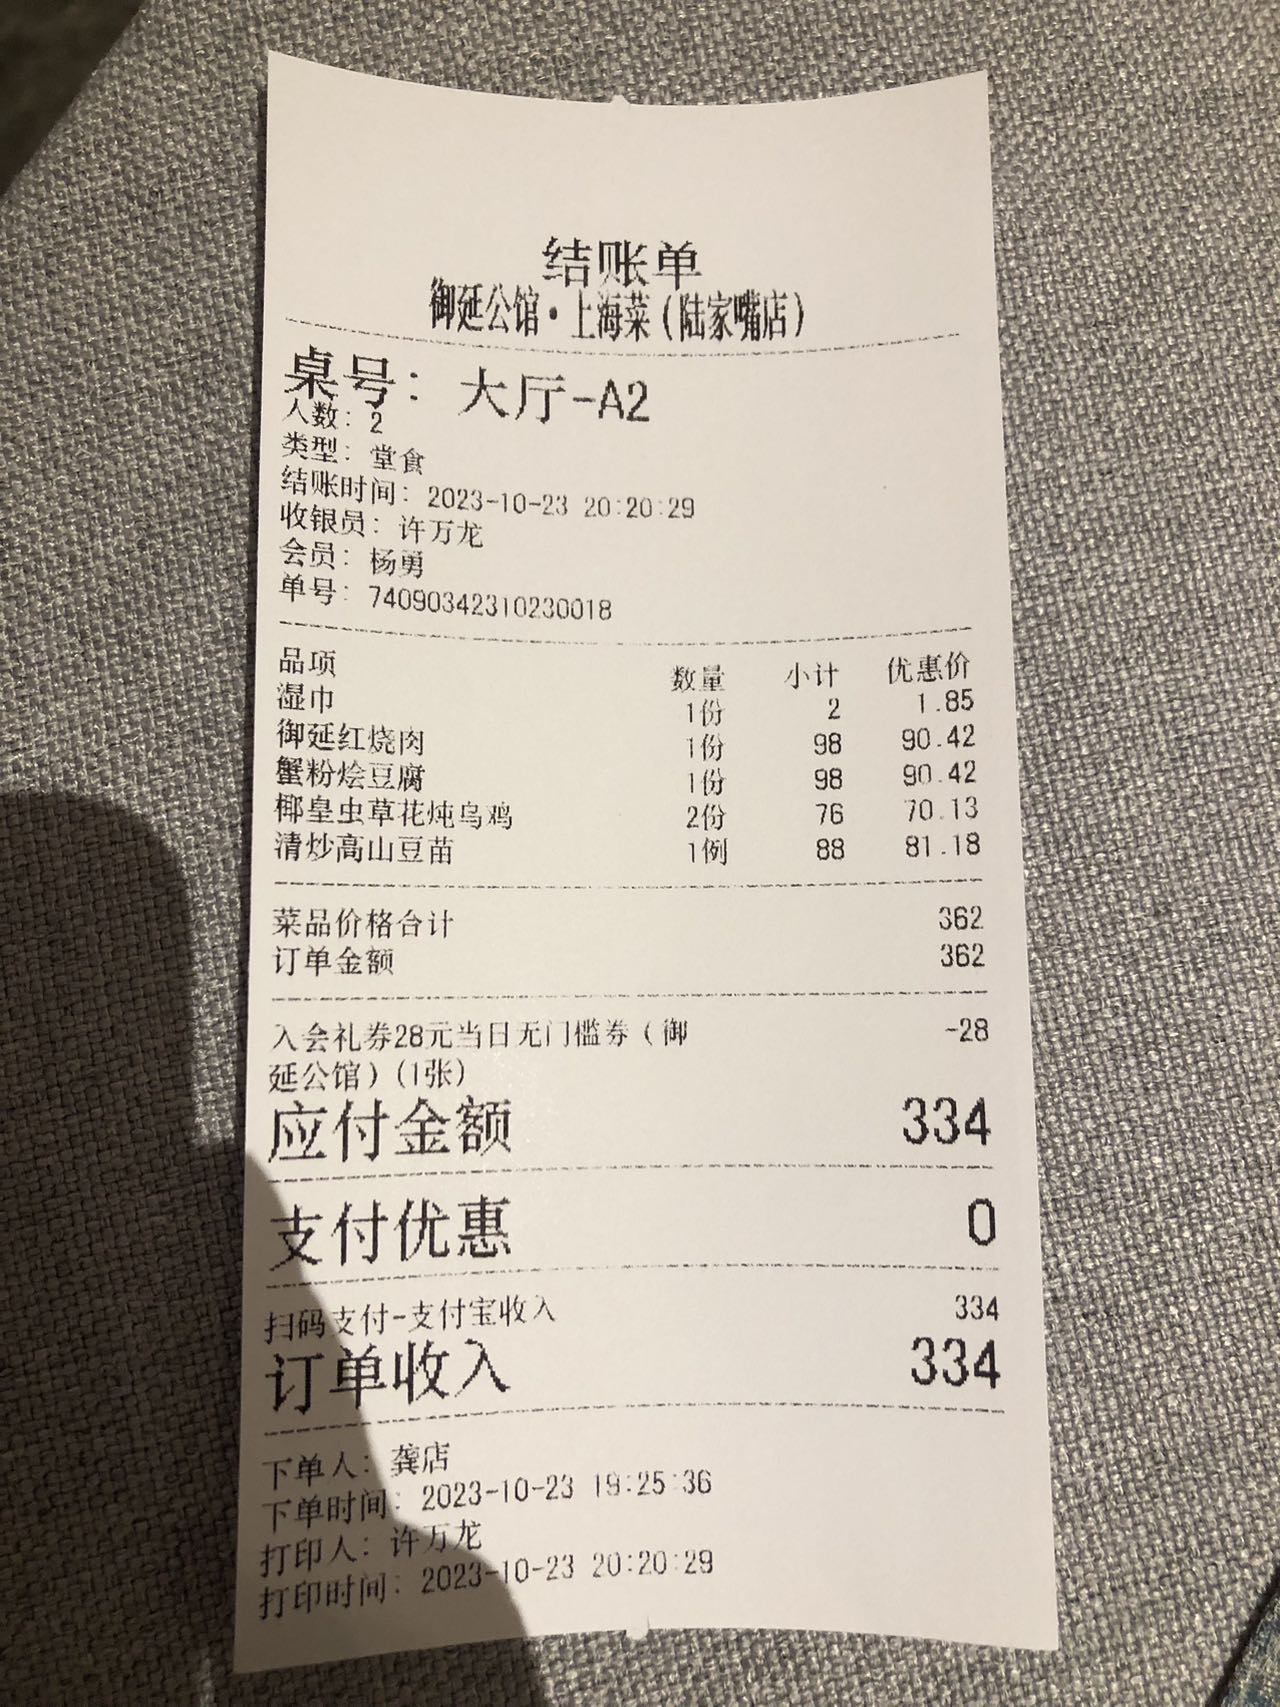 结账单
御延公馆·上海菜(陆家嘴店)
桌号: 大厅-A2
人数: 2
类型: 堂食
结账时间: 2023-10-23 20:20:29
收银员: 许万龙
会员: 杨勇
单号: 74090342310230018
品项 数量 小计 优惠价
湿巾 1份 2 1.85
御延红烧肉 1份 98 90.42
蟹粉烩豆腐 1份 98 90.42
椰皇虫草花炖乌鸡 2份 76 70.13
清炒高山豆苗 1例 88 81.18
菜品价格合计 362
订单金额 362
入会礼券28元当日无门槛券(御 -28
延公馆)(1张)
应付金额 334
支付优惠 0
扫码支付-支付宝收入 334
订单收入 334
下单人: 龚店
下单时间: 2023-10-23 19:25:36
打印人: 许万龙
打印时间: 2023-10-23 20:20:29